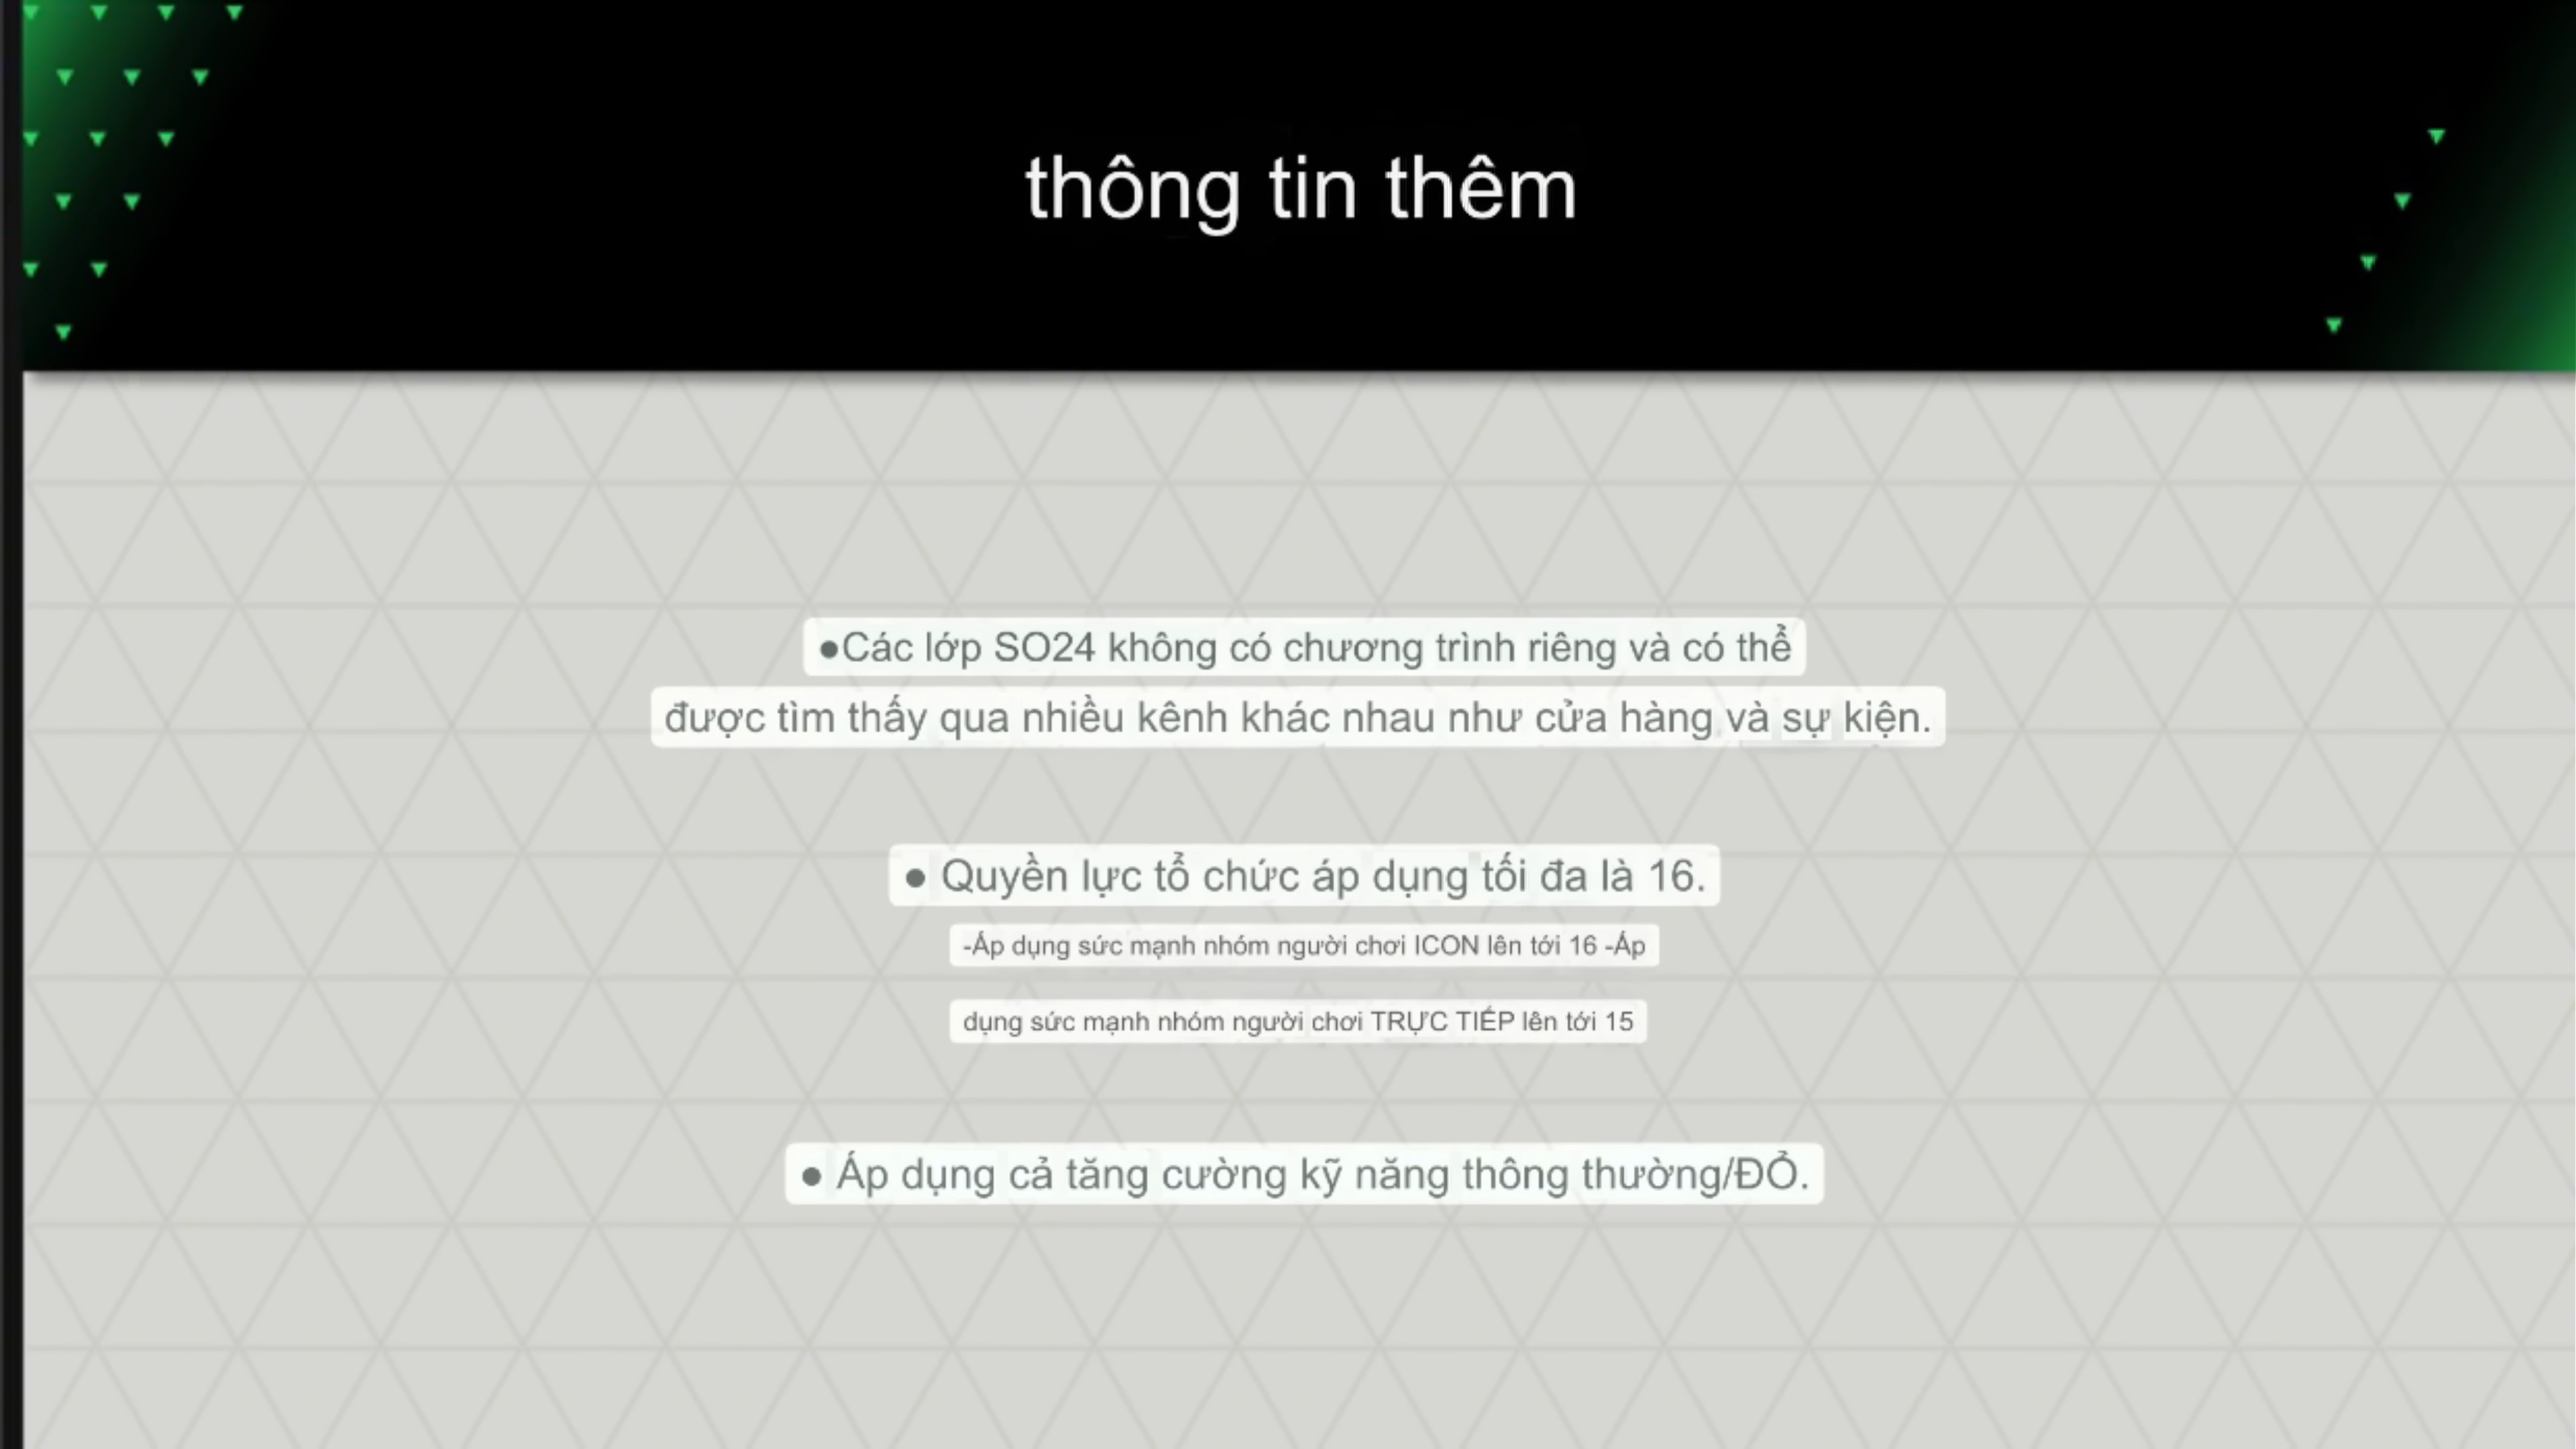 thông tin thêm
●Các lớp SO24 không có chương trình riêng và có thể
được tìm thấy qua nhiều kênh khác nhau như cửa hàng và sự kiện.
● Quyền lực tổ chức áp dụng tối đa là 16.
-Áp dụng sức mạnh nhóm người chơi ICON lên tới 16 -Áp
dụng sức mạnh nhóm người chơi TRỰC TIẾP lên tới 15
● Áp dụng cả tăng cường kỹ năng thông thường/ĐỎ.